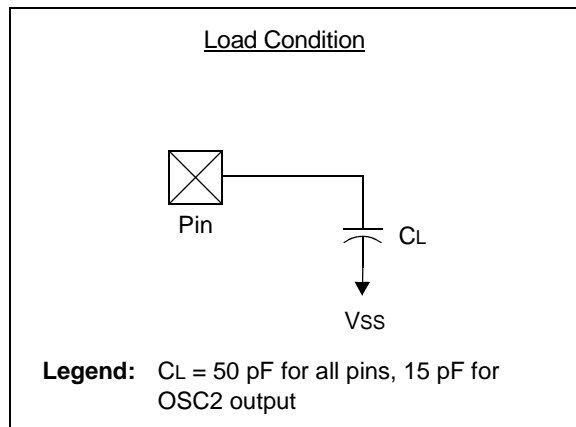 Load Condition
Pin
CL
VSS
Legend: CL = 50 pF for all pins, 15 pF for
OSC2 output